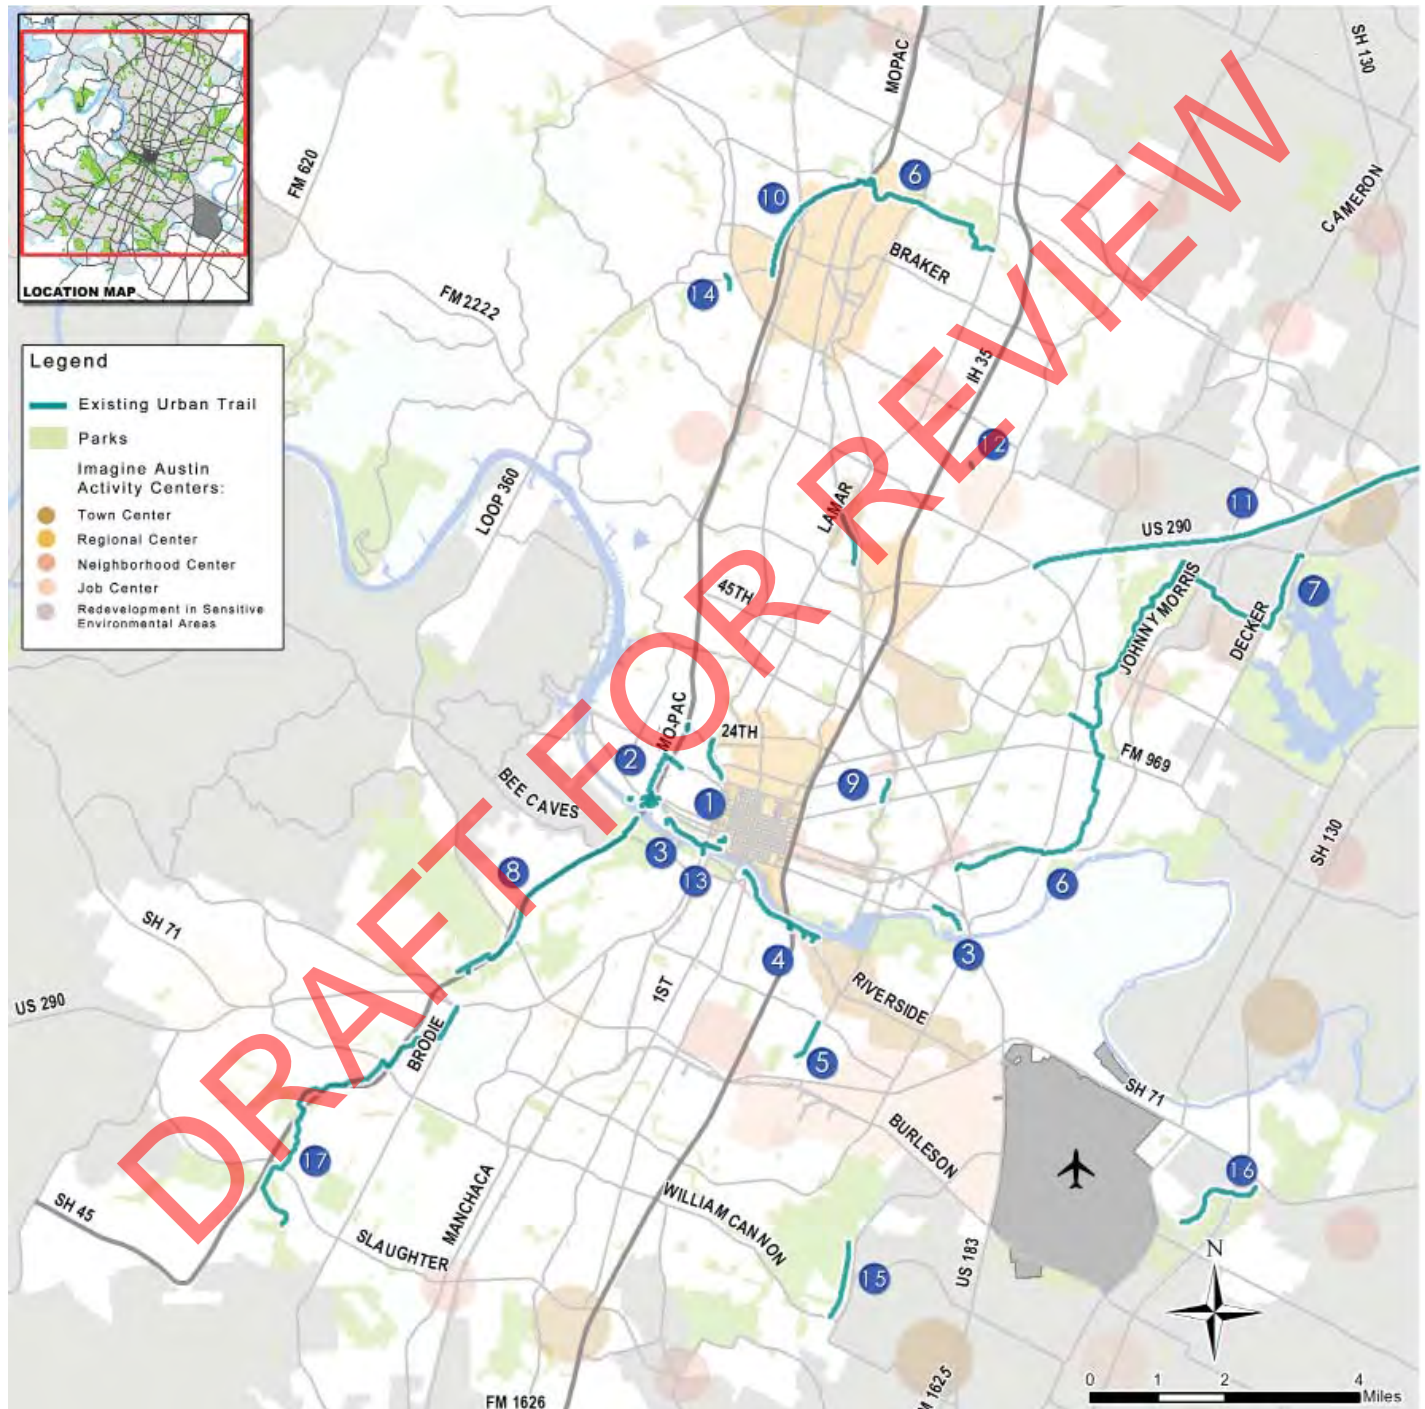 LOCATION MAP
Legend
Existing Urban Trail
Parks
Imagine Austin
Activity Centers:
Town Center
Regional Center
Neighborhood Center
Job Center
Redevelopment in Sensitive
Environmental Areas
DRAFT FOR REVIEW
MOPAC
SH 130
FM 620
CAMERON
6
10
BRAKER
14
FM 2222
IH 35
12
LOOP 360
LAMAR
11
US 290
45TH
JOHNNY MORRIS
DECKER
7
MO-PAC
24TH
2
FM 969
BEE CAVES
1
9
SH 130
3
8
13
6
SH 71
4
3
1ST
RIVERSIDE
US 290
BRODIE
5
SH 71
BURLESON
17
16
MANCHACA
WILLIAM CANNON
SH 45
SLAUGHTER
US 183
15
N
FM 1626
M 1625
0 1 2 4
Miles